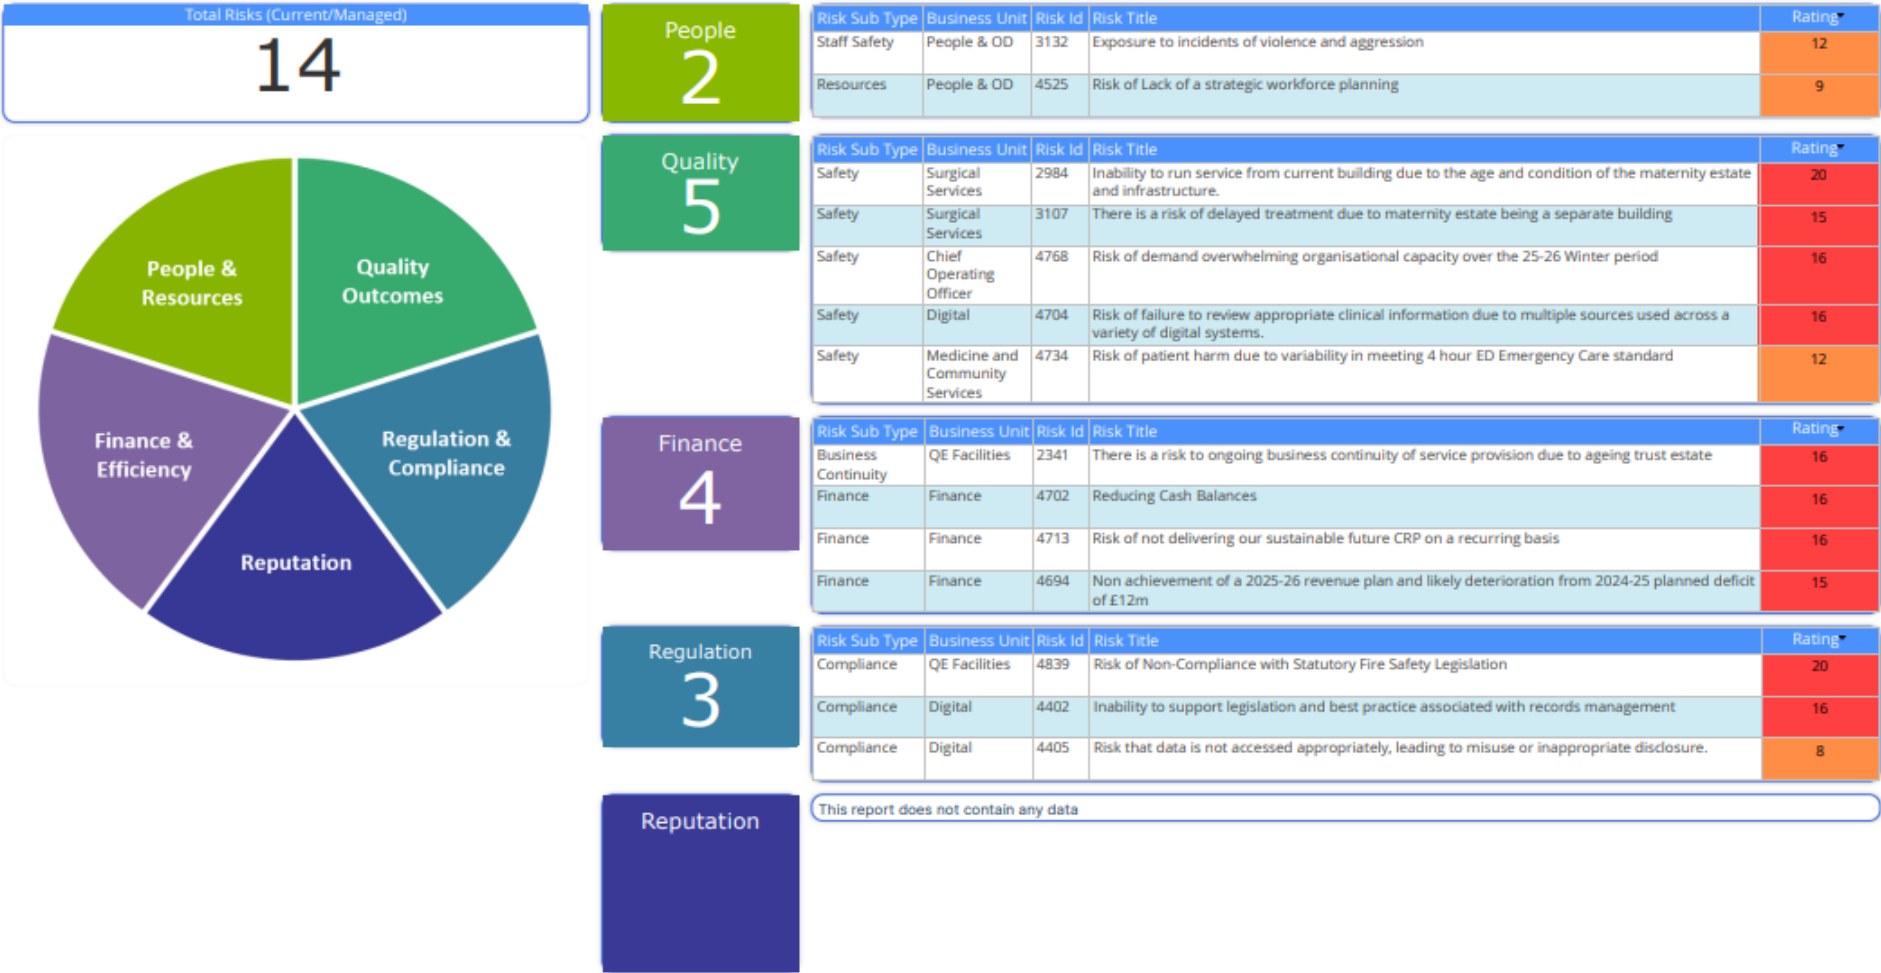 Total Risks (Current/Managed)
14
People &
Resources
Quality
Outcomes
Finance &
Efficiency
Regulation &
Compliance
Reputation
People
2
Risk Sub Type Business Unit Risk Id Risk Title Rating
Staff Safety People & OD 3132 Exposure to incidents of violence and aggression 12
Resources People & OD 4525 Risk of Lack of a strategic workforce planning 9
Quality
5
Risk Sub Type Business Unit Risk Id Risk Title Rating
Safety Surgical 2984 Inability to run service from current building due to the age and condition of the maternity estate 20
Services and infrastructure.
Safety Surgical 3107 There is a risk of delayed treatment due to maternity estate being a separate building 15
Services
Safety Chief 4768 Risk of demand overwhelming organisational capacity over the 25-26 Winter period 16
Operating
Officer
Safety Digital 4704 Risk of failure to review appropriate clinical information due to multiple sources used across a 16
variety of digital systems.
Safety Medicine and 4734 Risk of patient harm due to variability in meeting 4 hour ED Emergency Care standard 12
Community
Services
Finance
4
Risk Sub Type Business Unit Risk Id Risk Title Rating
Business QE Facilities 2341 There is a risk to ongoing business continuity of service provision due to ageing trust estate 16
Continuity
Finance Finance 4702 Reducing Cash Balances 16
Finance Finance 4713 Risk of not delivering our sustainable future CRP on a recurring basis 16
Finance Finance 4694 Non achievement of a 2025-26 revenue plan and likely deterioration from 2024-25 planned deficit 15
of £12m
Regulation
3
Risk Sub Type Business Unit Risk Id Risk Title Rating
Compliance QE Facilities 4839 Risk of Non-Compliance with Statutory Fire Safety Legislation 20
Compliance Digital 4402 Inability to support legislation and best practice associated with records management 16
Compliance Digital 4405 Risk that data is not accessed appropriately, leading to misuse or inappropriate disclosure. 8
Reputation
This report does not contain any data